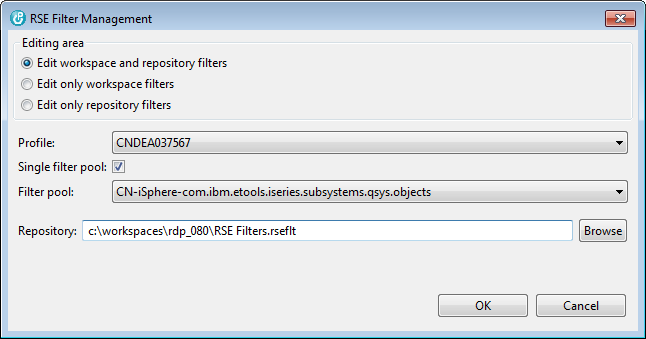 RSE Filter Management
Editing area
Edit workspace and repository filters
Edit only workspace filters
Edit only repository filters
Profile: CNDEA037567
Single filter pool:
Filter pool: CN-iSphere-com.ibm.etools.iseries.subsystems.qsys.objects
Repository: c:\workspaces\rdp_080\RSE Filters.rseflt Browse
OK Cancel